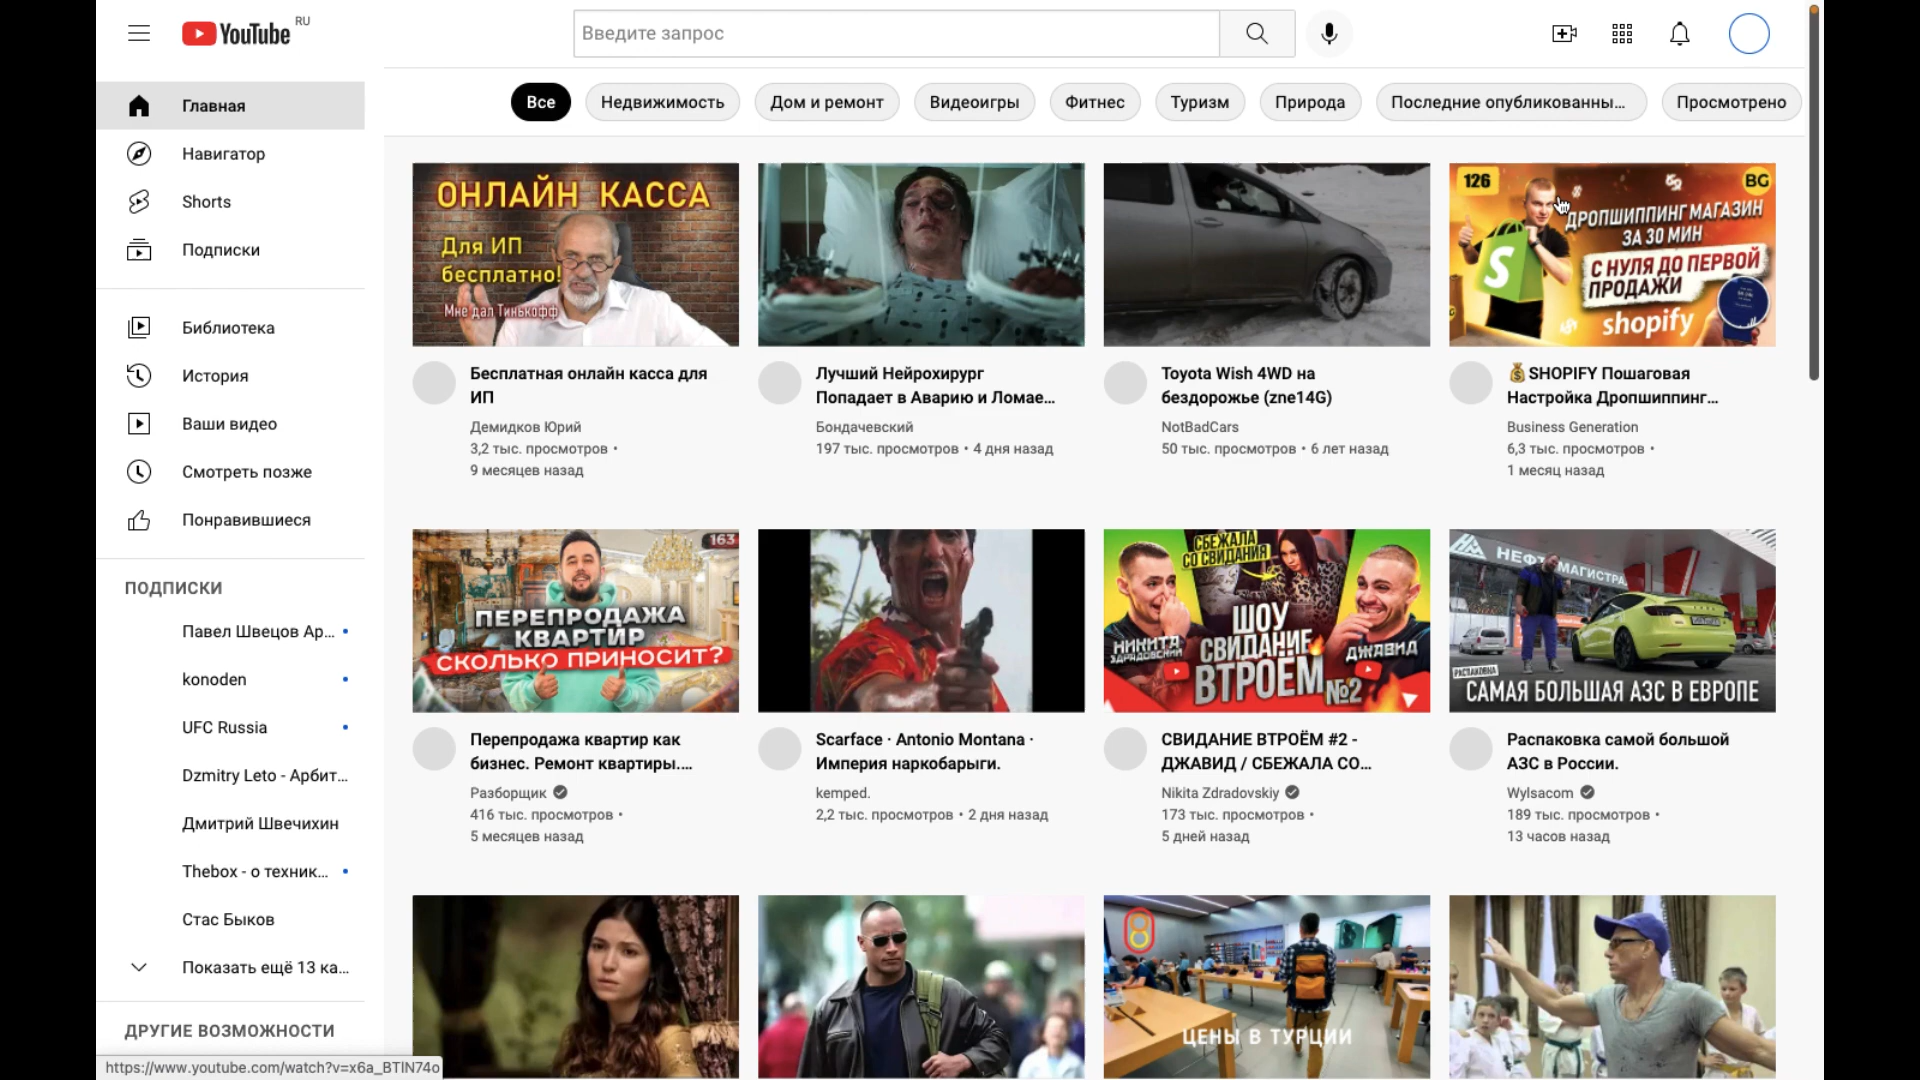 YouTube RU
Введите запрос
Главная
Навигатор
Shorts
Подписки
Библиотека
История
Ваши видео
Смотреть позже
Понравившиеся
ПОДПИСКИ
Павел Швецов Ар...
konoden
UFC Russia
Dzmitry Leto - Арбит...
Дмитрий Швечихин
Thebox - о техник...
Стас Быков
Показать ещё 13 ка...
ДРУГИЕ ВОЗМОЖНОСТИ
https://www.youtube.com/watch?v=x6a_BTlN74o
Все
Недвижимость
Дом и ремонт
Видеоигры
Фитнес
Туризм
Природа
Последние опубликованны...
Просмотрено
ОНЛАЙН КАССА
Для ИП
бесплатно!
Мне дал Тинькофф
Бесплатная онлайн касса для
ИП
Демидков Юрий
3,2 тыс. просмотров •
9 месяцев назад
Лучший Нейрохирург
Попадает в Аварию и Ломае...
Бондачевский
197 тыс. просмотров • 4 дня назад
Toyota Wish 4WD на
бездорожье (zne14G)
NotBadCars
50 тыс. просмотров • 6 лет назад
126
BG
ДРОПШИППИНГ МАГАЗИН
ЗА 30 МИН
С НУЛЯ ДО ПЕРВОЙ
ПРОДАЖИ
shopify
💰SHOPIFY Пошаговая
Настройка Дропшиппинг...
Business Generation
6,3 тыс. просмотров •
1 месяц назад
163
ПЕРЕПРОДАЖА
КВАРТИР
СКОЛЬКО ПРИНОСИТ?
Перепродажа квартир как
бизнес. Ремонт квартиры....
Разборщик
416 тыс. просмотров •
5 месяцев назад
Scarface · Antonio Montana ·
Империя наркобарыги.
kemped.
2,2 тыс. просмотров • 2 дня назад
СБЕЖАЛА
СО СВИДАНИЯ
ШОУ
СВИДАНИЕ
ВТРОЁМ №2
НИКИТА
ЗДРАДОВСКИЙ
ДЖАВИД
СВИДАНИЕ ВТРОЁМ #2 -
ДЖАВИД / СБЕЖАЛА СО...
Nikita Zdradovskiy
173 тыс. просмотров •
5 дней назад
НЕФТ МАГИСТРА
РАСПАКОВКА
САМАЯ БОЛЬШАЯ АЗС В ЕВРОПЕ
Распаковка самой большой
АЗС в России.
Wylsacom
189 тыс. просмотров •
13 часов назад
8
ЦЕНЫ В ТУРЦИИ